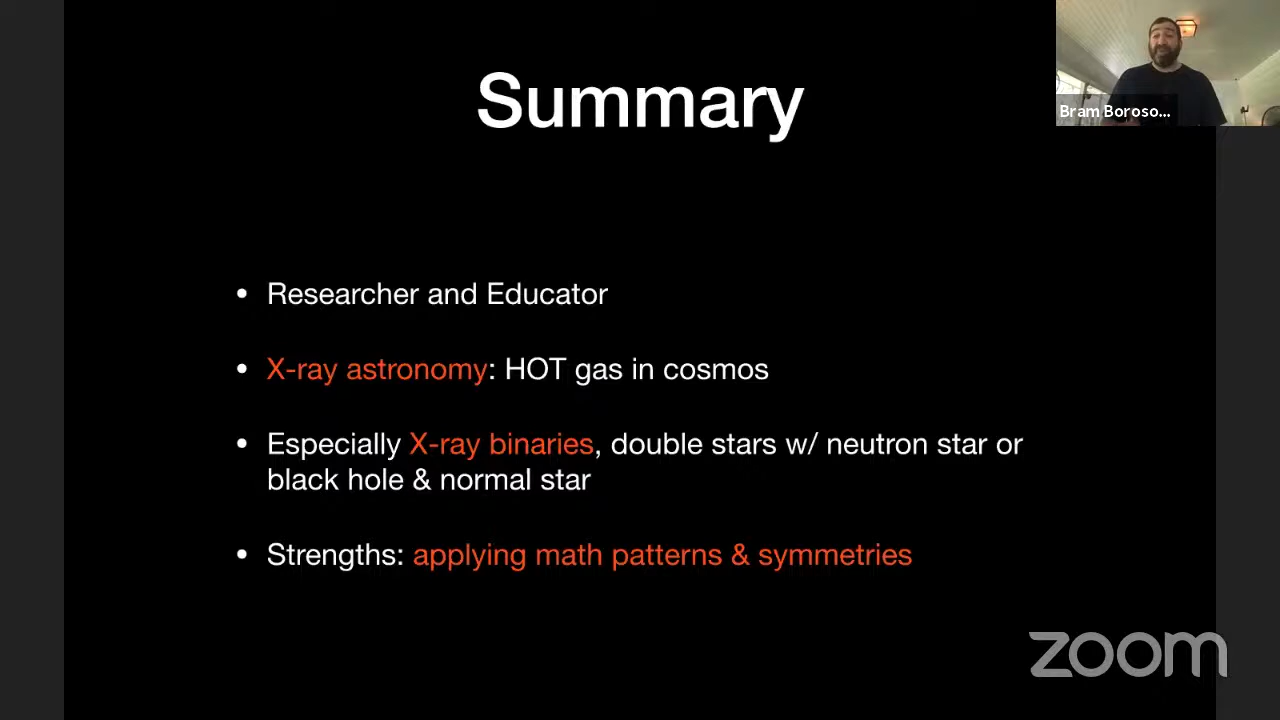 Summary
Bram Boroso...
• Researcher and Educator
• X-ray astronomy: HOT gas in cosmos
• Especially X-ray binaries, double stars w/ neutron star or
black hole & normal star
• Strengths: applying math patterns & symmetries
zoom